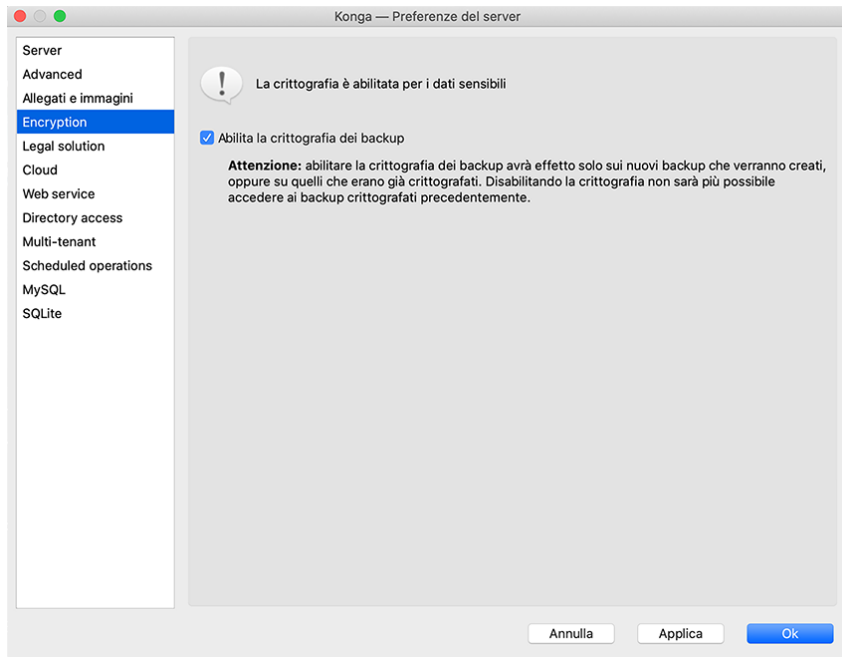 Konga — Preferenze del server
Server
Advanced
Allegati e immagini
Encryption
Legal solution
Cloud
Web service
Directory access
Multi-tenant
Scheduled operations
MySQL
SQLite
La crittografia è abilitata per i dati sensibili
Abilita la crittografia dei backup
Attenzione: abilitare la crittografia dei backup avrà effetto solo sui nuovi backup che verranno creati,
oppure su quelli che erano già crittografati. Disabilitando la crittografia non sarà più possibile
accedere ai backup crittografati precedentemente.
Annulla
Applica
Ok